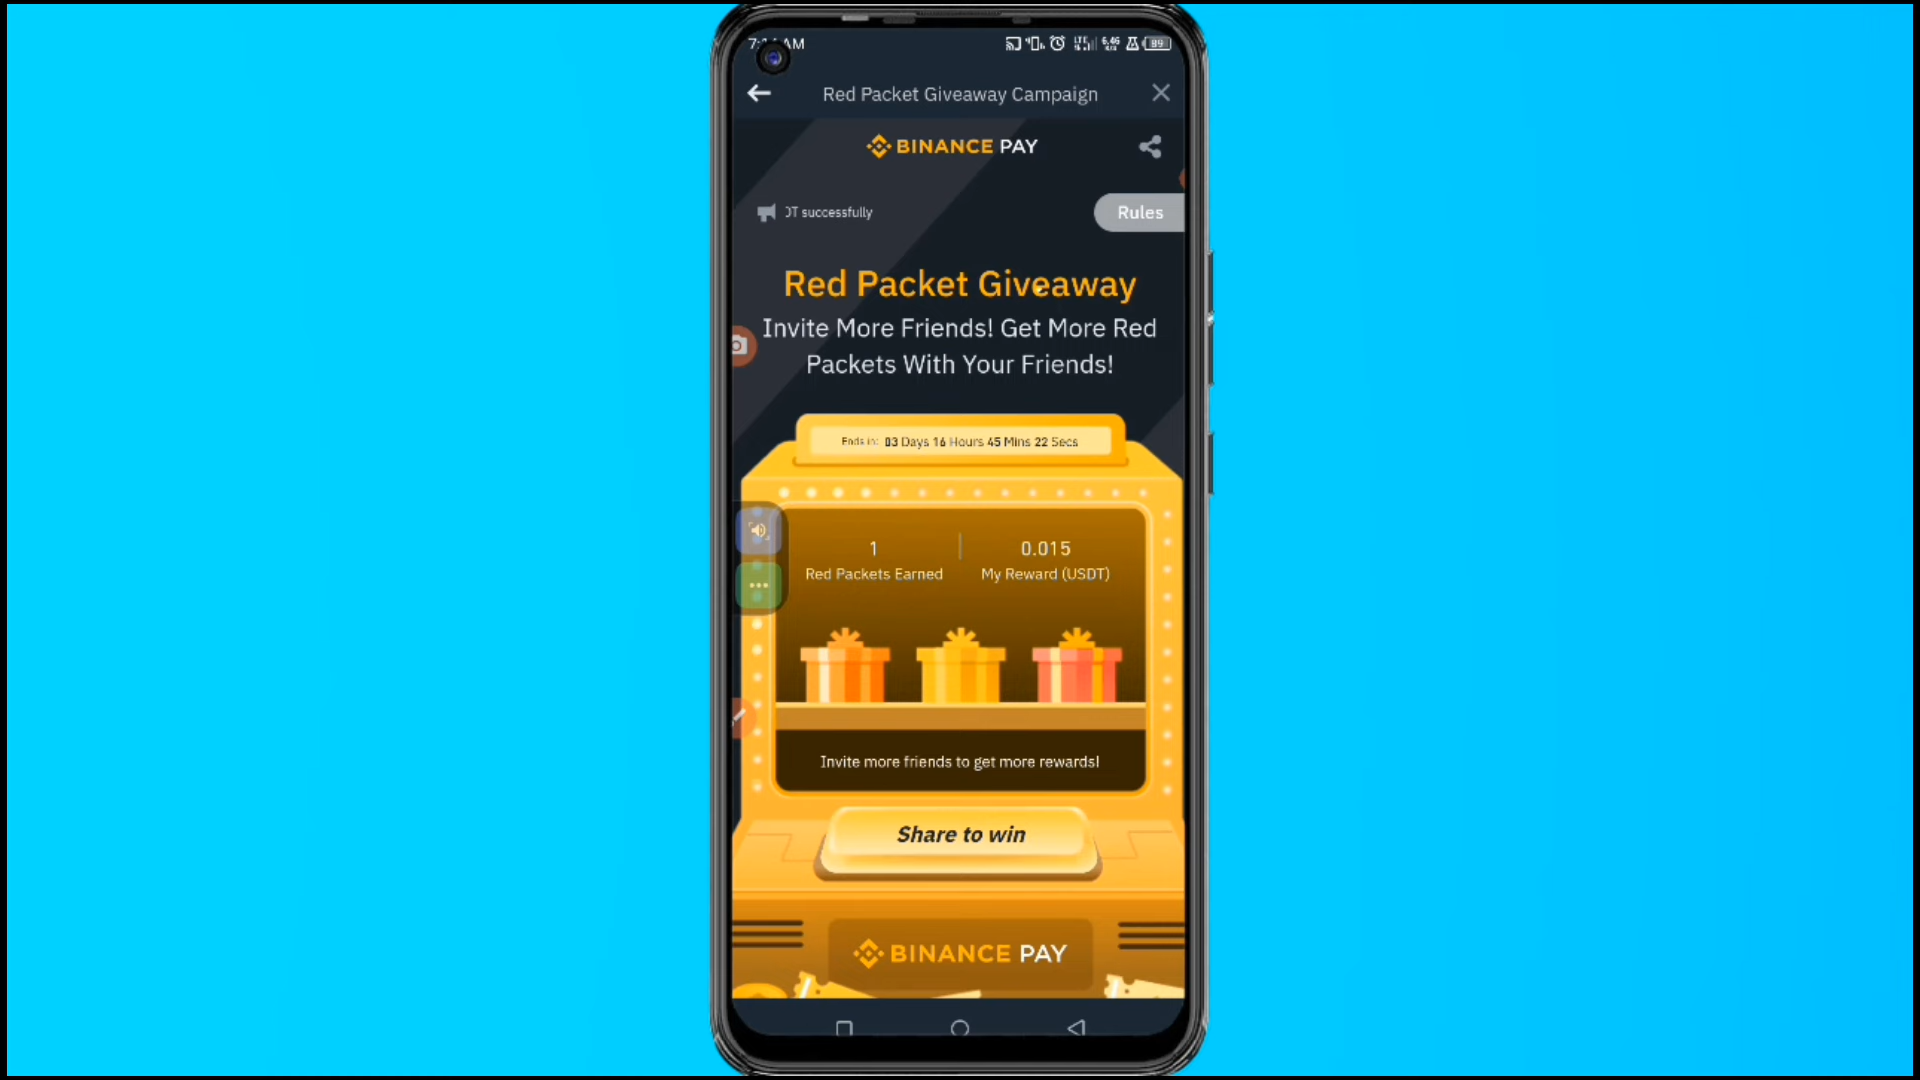 Red Packet Giveaway Campaign
BINANCE PAY
successfully
Rules
Red Packet Giveaway
Invite More Friends! Get More Red
Packets With Your Friends!
Ends in: 03 Days 16 Hours 45 Mins 22 Secs
1
0.015
Red Packets Earned
My Reward (USDT)
Invite more friends to get more rewards!
Share to win
BINANCE PAY